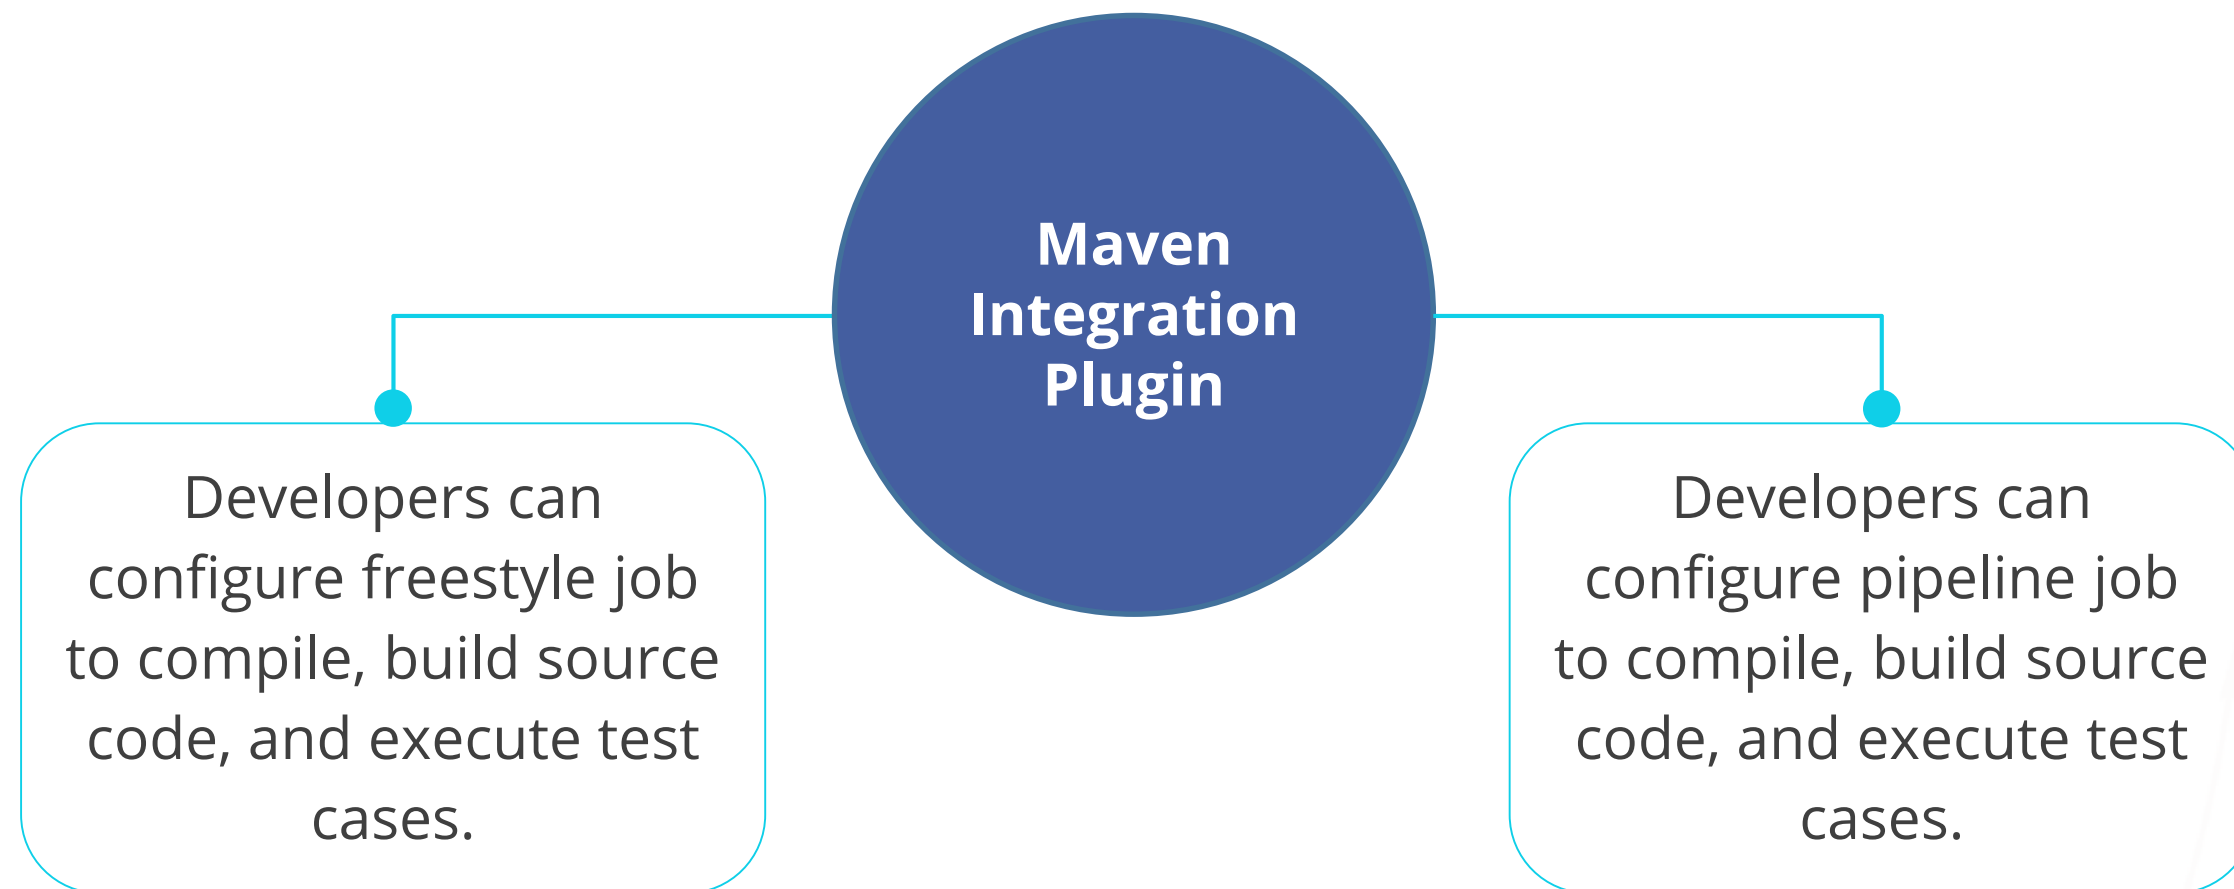 Maven
Integration
Plugin
Developers can
configure freestyle job
to compile, build source
code, and execute test
cases.
Developers can
configure pipeline job
to compile, build source
code, and execute test
cases.